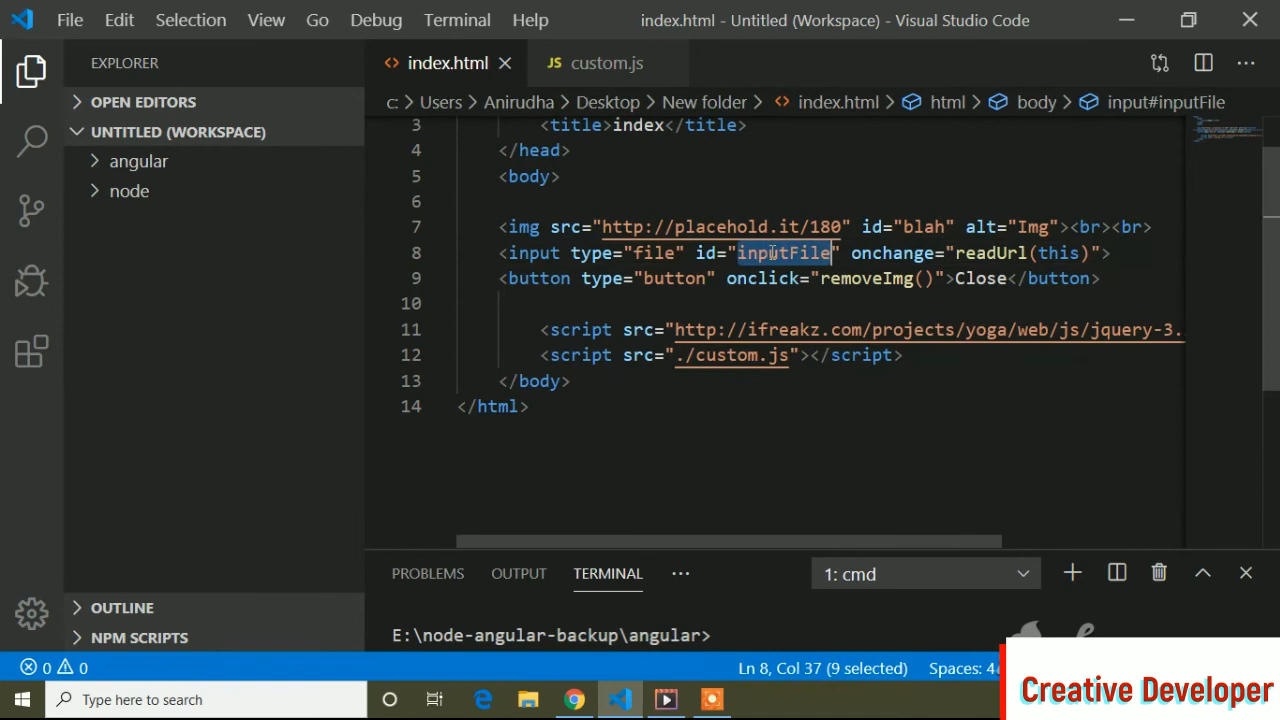 File Edit Selection View Go Debug Terminal Help index.html - Untitled (Workspace) - Visual Studio Code
EXPLORER
OPEN EDITORS
UNTITLED (WORKSPACE)
angular
node
OUTLINE
NPM SCRIPTS
<> index.html
JS custom.js
c: > Users > Anirudha > Desktop > New folder > <> index.html > html > body > input#inputFile
3 <title>index</title>
4 </head>
5 <body>
6
7 <img src="http://placehold.it/180" id="blah" alt="Img"><br><br>
8 <input type="file" id="inputFile" onchange="readUrl(this)">
9 <button type="button" onclick="removeImg()">Close</button>
10
11 <script src="http://ifreakz.com/projects/yoga/web/js/jquery-3.
12 <script src="./custom.js"></script>
13 </body>
14 </html>
PROBLEMS OUTPUT TERMINAL ... 1: cmd
E:\node-angular-backup\angular>
0 0 Ln 8, Col 37 (9 selected) Spaces: 4
Type here to search
Creative Developer